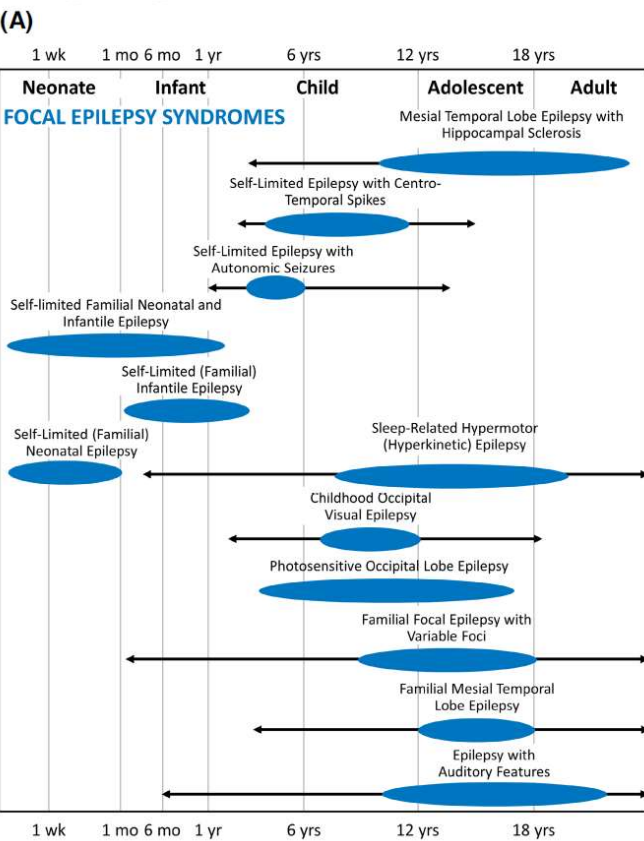 (A)
1 wk 1 mo 6 mo 1 yr 6 yrs 12 yrs 18 yrs
Neonate Infant Child Adolescent Adult
FOCAL EPILEPSY SYNDROMES
Mesial Temporal Lobe Epilepsy with
Hippocampal Sclerosis
Self-Limited Epilepsy with Centro-
Temporal Spikes
Self-Limited Epilepsy with
Autonomic Seizures
Self-limited Familial Neonatal and
Infantile Epilepsy
Self-Limited (Familial)
Infantile Epilepsy
Self-Limited (Familial)
Neonatal Epilepsy
Sleep-Related Hypermotor
(Hyperkinetic) Epilepsy
Childhood Occipital
Visual Epilepsy
Photosensitive Occipital Lobe Epilepsy
Familial Focal Epilepsy with
Variable Foci
Familial Mesial Temporal
Lobe Epilepsy
Epilepsy with
Auditory Features
1 wk 1 mo 6 mo 1 yr 6 yrs 12 yrs 18 yrs